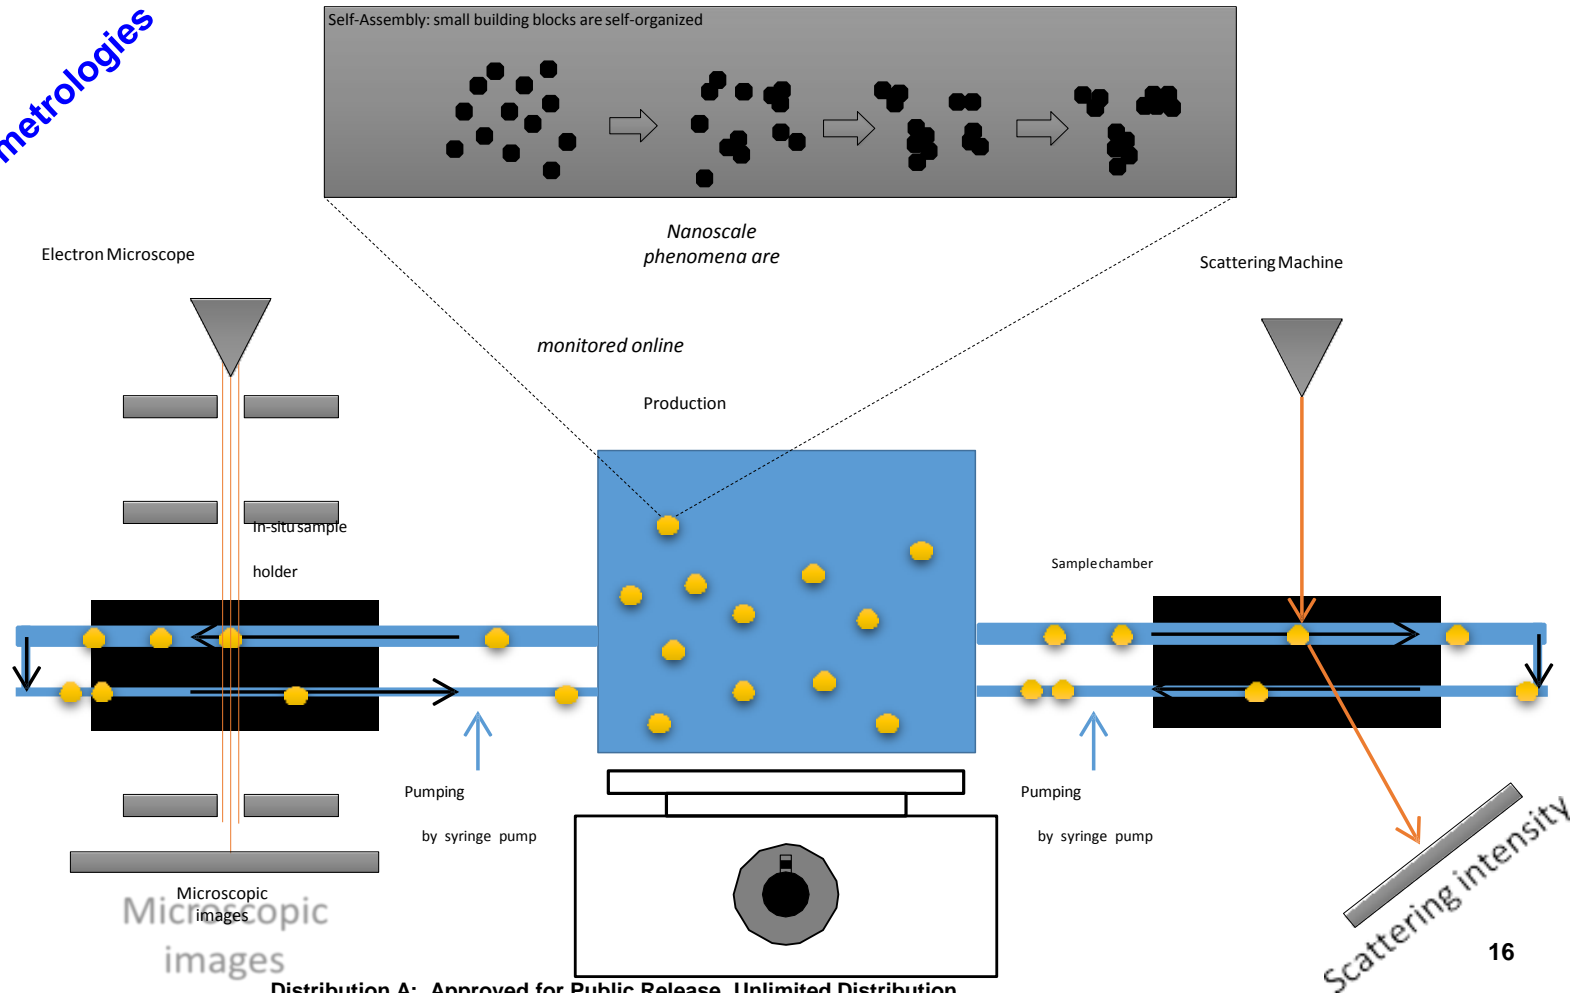 metrologies
Self-Assembly: small building blocks are self-organized
Nanoscale
phenomena are
monitored online
Electron Microscope
Scattering Machine
Production
In-situ sample
holder
Sample chamber
Pumping
by syringe pump
Pumping
by syringe pump
Microscopic
images
Microscopic
images
Scattering intensity
16
Distribution A: Approved for Public Release, Unlimited Distribution